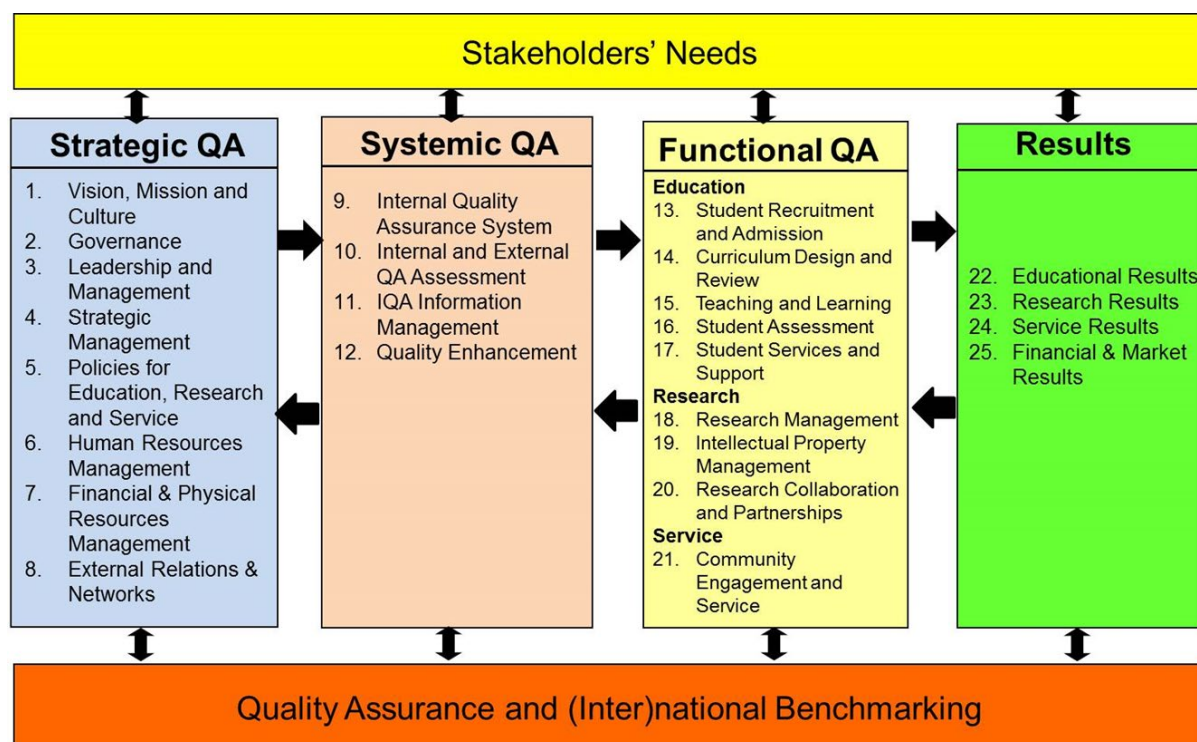 Stakeholders' Needs
Strategic QA
1. Vision, Mission and
Culture
2. Governance
3. Leadership and
Management
4. Strategic
Management
5. Policies for
Education, Research
and Service
6. Human Resources
Management
7. Financial & Physical
Resources
Management
8. External Relations &
Networks
Systemic QA
9. Internal Quality
Assurance System
10. Internal and External
QA Assessment
11. IQA Information
Management
12. Quality Enhancement
Functional QA
Education
13. Student Recruitment
and Admission
14. Curriculum Design and
Review
15. Teaching and Learning
16. Student Assessment
17. Student Services and
Support
Research
18. Research Management
19. Intellectual Property
Management
20. Research Collaboration
and Partnerships
Service
21. Community
Engagement and
Service
Results
22. Educational Results
23. Research Results
24. Service Results
25. Financial & Market
Results
Quality Assurance and (Inter)national Benchmarking